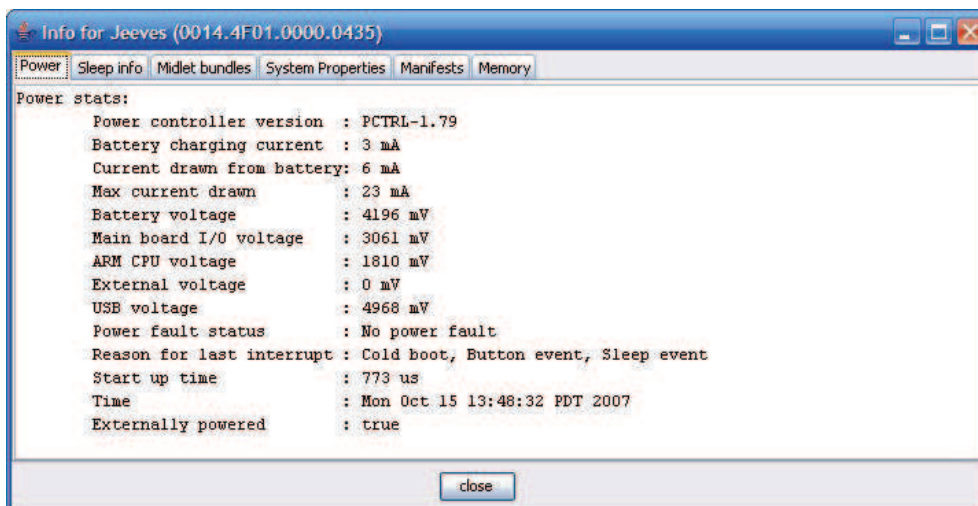 Info for Jeeves (0014.4F01.0000.0435)
Power Sleep info Midlet bundles System Properties Manifests Memory
Power stats:
Power controller version : PCTRL-1.79
Battery charging current : 3 mA
Current drawn from battery: 6 mA
Max current drawn : 23 mA
Battery voltage : 4196 mV
Main board I/O voltage : 3061 mV
ARM CPU voltage : 1810 mV
External voltage : 0 mV
USB voltage : 4968 mV
Power fault status : No power fault
Reason for last interrupt : Cold boot, Button event, Sleep event
Start up time : 773 us
Time : Mon Oct 15 13:48:32 PDT 2007
Externally powered : true
close